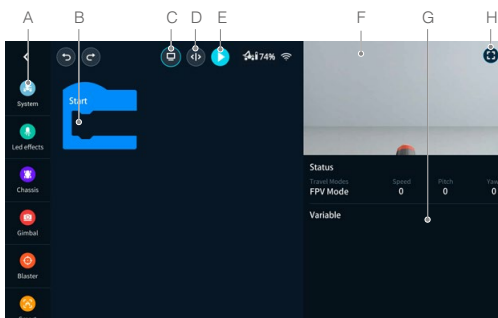 A B C D E F G H
74%
Start
System
Led effects
Chassis
Gimbal
Blaster
Status
Travel Modes Speed Pitch Yaw
FPV Mode 0 0 0
Variable